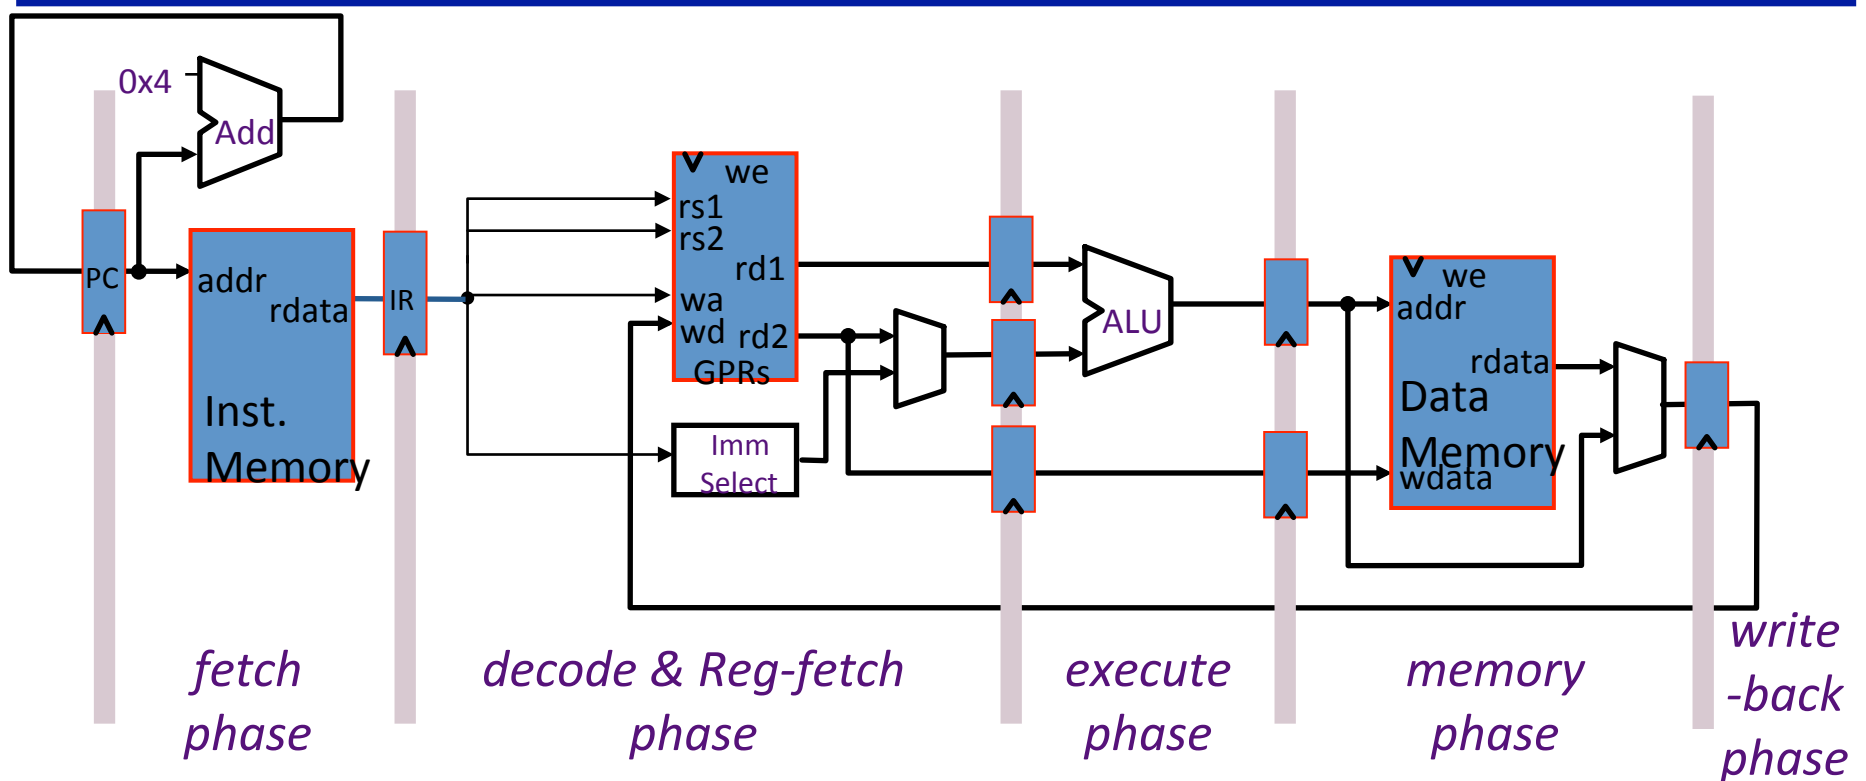 0x4
Add
PC
addr
rdata
Inst.
Memory
IR
we
rs1
rs2
rd1
wa
wd
rd2
GPRs
Imm
Select
ALU
we
addr
rdata
Data
Memory
wdata
fetch
phase
decode & Reg-fetch
phase
execute
phase
memory
phase
write
-back
phase